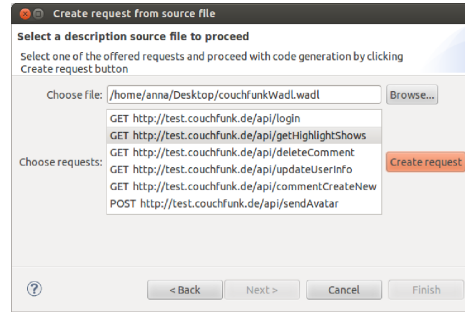 Create request from source file
Select a description source file to proceed
Select one of the offered requests and proceed with code generation by clicking
Create request button
Choose file: /home/anna/Desktop/couchfunkWadl.wadl Browse...
GET http://test.couchfunk.de/api/login
GET http://test.couchfunk.de/api/getHighlightShows
GET http://test.couchfunk.de/api/deleteComment
Choose requests: Create request
GET http://test.couchfunk.de/api/updateUserInfo
GET http://test.couchfunk.de/api/commentCreateNew
POST http://test.couchfunk.de/api/sendAvatar
? < Back Next > Cancel Finish